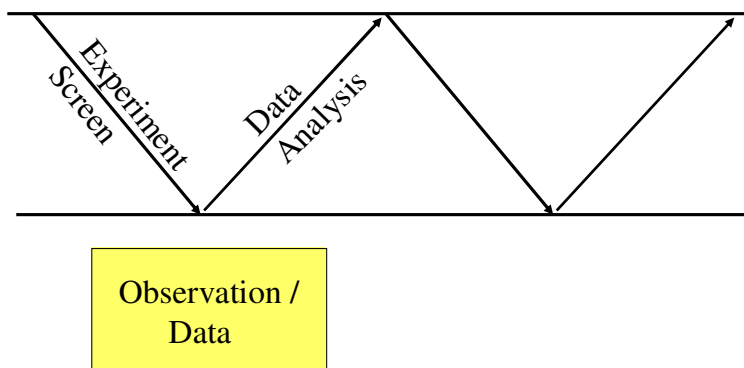 Experiment
Screen
Data
Analysis
Observation /
Data